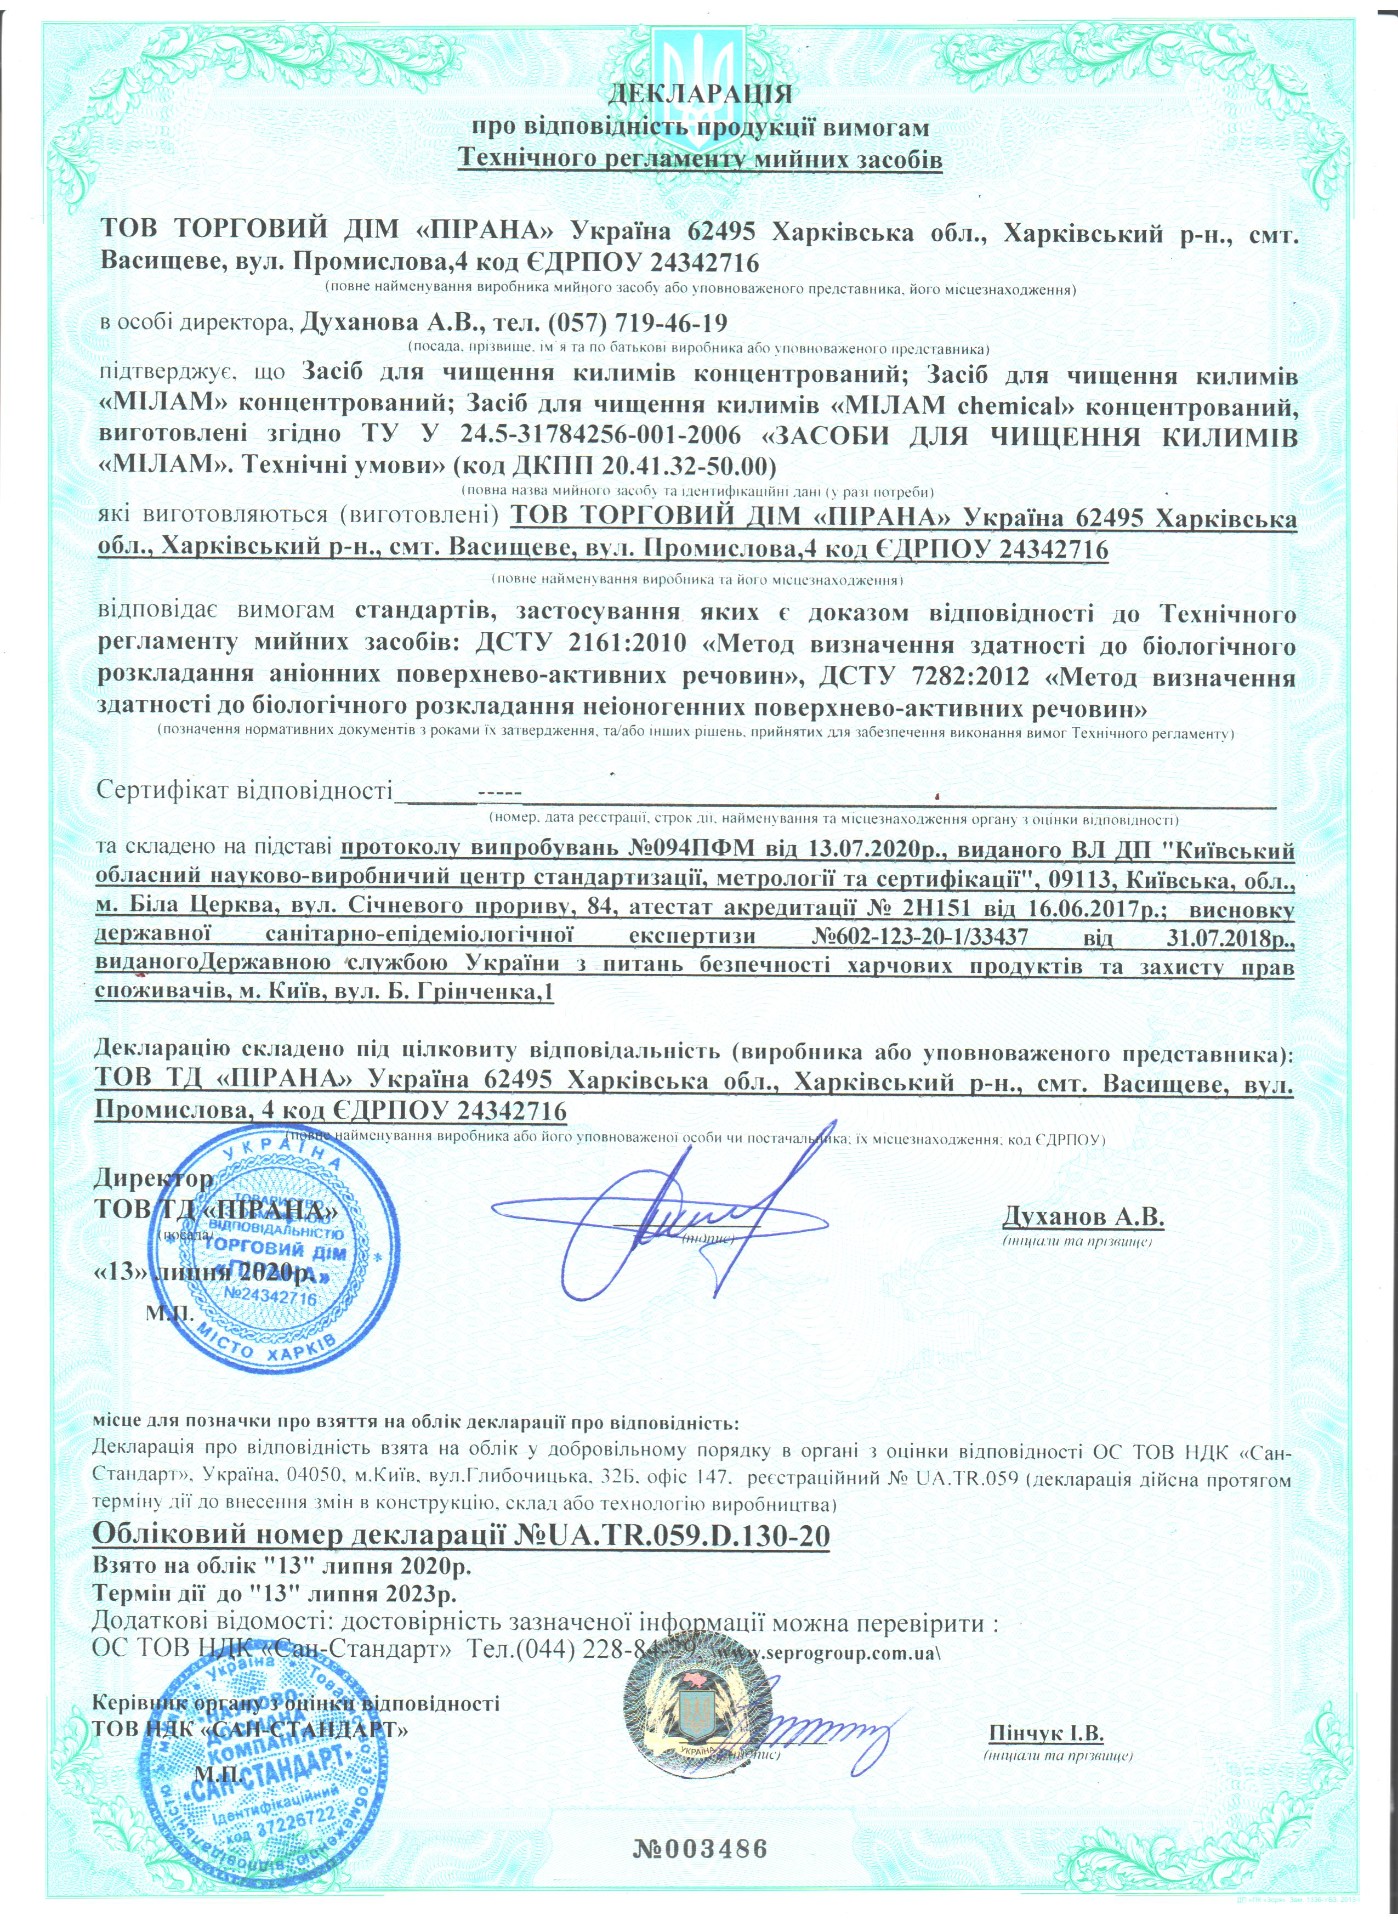 ДЕКЛАРАЦІЯ
про відповідність продукції вимогам
Технічного регламенту мийних засобів
ТОВ ТОРГОВИЙ ДІМ «ПІРАНА» Україна 62495 Харківська обл., Харківський р-н., смт.
Васищеве, вул. Промислова,4 код ЄДРПОУ 24342716
(повне найменування виробника мийного засобу або уповноваженого представника, його місцезнаходження)
в особі директора, Духанова А.В., тел. (057) 719-46-19
(посада, прізвище, ім я та по батькові виробника або уповноваженого представника)
підтверджує, що Засіб для чищення килимів концентрований; Засіб для чищення килимів
«МІЛАМ» концентрований; Засіб для чищення килимів «МІЛАМ chemical» концентрований,
виготовлені згідно ТУ У 24.5-31784256-001-2006 «ЗАСОБИ ДЛЯ ЧИЩЕННЯ КИЛИМІВ
«МІЛАМ». Технічні умови» (код ДКПП 20.41.32-50.00)
(повна назва мийного засобу та ідентифікаційні дані (у разі потреби)
які виготовляються (виготовлені) ТОВ ТОРГОВИЙ ДІМ «ПІРАНА» Україна 62495 Харківська
обл., Харківський р-н., смт. Васищеве, вул. Промислова,4 код ЄДРПОУ 24342716
(повне найменування виробника та його місцезнаходження)
відповідає вимогам стандартів, застосування яких є доказом відповідності до Технічного
регламенту мийних засобів: ДСТУ 2161:2010 «Метод визначення здатності до біологічного
розкладання аніонних поверхнево-активних речовин», ДСТУ 7282:2012 «Метод визначення
здатності до біологічного розкладання неіоногенних поверхнево-активних речовин»
(позначення нормативних документів з роками їх затвердження, та/або інших рішень, прийнятих для забезпечення виконання вимог Технічного регламенту)
Сертифікат відповідності______-----______
(номер, дата реєстрації, строк дії, найменування та місцезнаходження органу з оцінки відповідності)
та складено на підставі протоколу випробувань №094ПФМ від 13.07.2020р., виданого ВЛ ДП "Київський
обласний науково-виробничий центр стандартизації, метрології та сертифікації", 09113, Київська, обл.,
м. Біла Церква, вул. Січневого прориву, 84, атестат акредитації № 2Н151 від 16.06.2017р.; висновку
державної санітарно-епідеміологічної експертизи №602-123-20-1/33437 від 31.07.2018р.,
виданогоДержавною службою України з питань безпечності харчових продуктів та захисту прав
споживачів, м. Київ, вул. Б. Грінченка,1
Декларацію складено під цілковиту відповідальність (виробника або уповноваженого представника):
ТОВ ТД «ПІРАНА» Україна 62495 Харківська обл., Харківський р-н., смт. Васищеве, вул.
Промислова, 4 код ЄДРПОУ 24342716
(повне найменування виробника або його уповноваженої особи чи постачальника; їх місцезнаходження; код ЄДРПОУ)
УКРАЇНА
Директор
ТОВАРИСТВО
ТОВ ТД «ПІРАНА»
З ОБМЕЖЕНОЮ
ВІДПОВІДАЛЬНІСТЮ
Духанов А.В.
(посада)
(підпис)
(ініціали та прізвище)
ТОРГОВИЙ ДІМ
«ПІРАНА»
«13» липня 2020р.
№24342716
М.П.
МІСТО ХАРКІВ
місце для позначки про взяття на облік декларації про відповідність:
Декларація про відповідність взята на облік у добровільному порядку в органі з оцінки відповідності ОС ТОВ НДК «Сан-
Стандарт», Україна, 04050, м.Київ, вул.Глибочицька, 32Б, офіс 147, реєстраційний № UA.TR.059 (декларація дійсна протягом
терміну дії до внесення змін в конструкцію, склад або технологію виробництва)
Обліковий номер декларації №UA.TR.059.D.130-20
Взято на облік "13" липня 2020р.
Термін дії до "13" липня 2023р.
Додаткові відомості: достовірність зазначеної інформації можна перевірити :
ОС ТОВ НДК «Сан-Стандарт» Тел.(044) 228-84- www.seprogroup.com.ua\
Україна * Товариство з обмеженою відповідальністю
Керівник органу з оцінки відповідності
НАУКОВО-
ТОВ НДК «САН-СТАНДАРТ»
ДОСЛІДНА
КОМПАНІЯ
Пінчук І.В.
УКРАЇНА
(підпис)
(ініціали та прізвище)
М.П.
«САН-СТАНДАРТ»
Ідентифікаційний
код 37226722
№003486